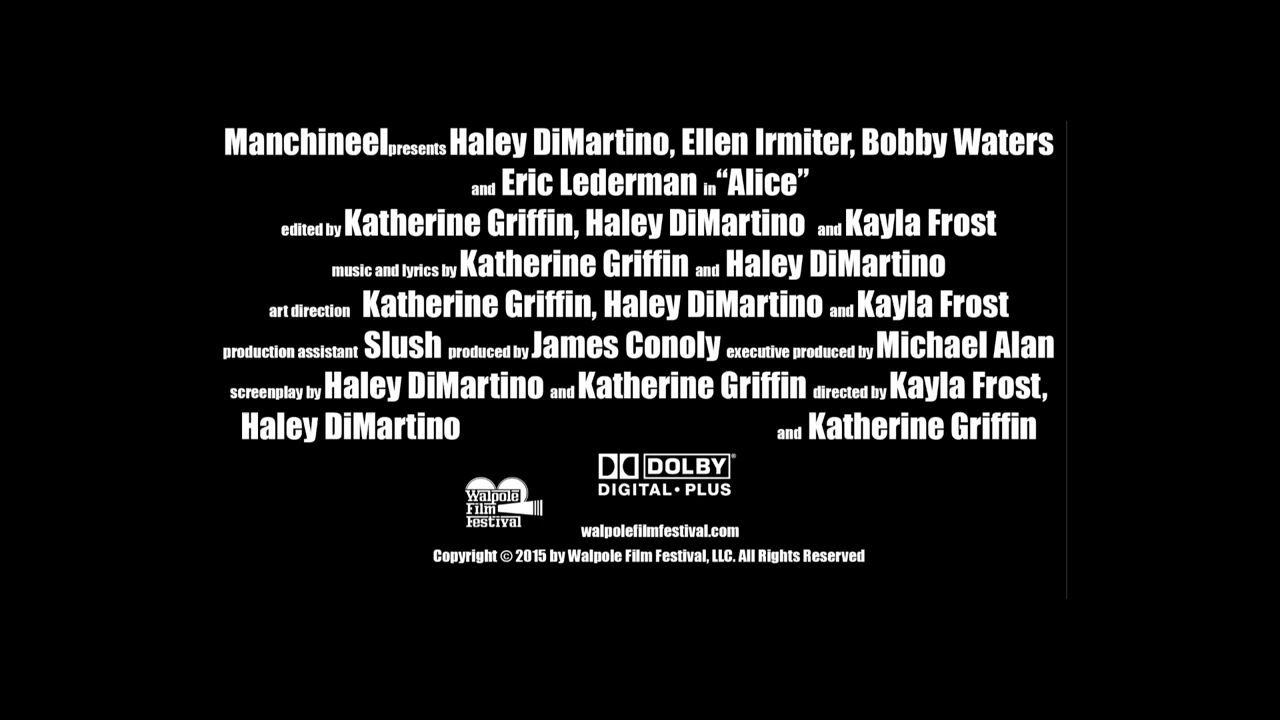 Manchineel presents Haley DiMartino, Ellen Irmiter, Bobby Waters
and Eric Lederman in “Alice”
edited by Katherine Griffin, Haley DiMartino and Kayla Frost
music and lyrics by Katherine Griffin and Haley DiMartino
art direction Katherine Griffin, Haley DiMartino and Kayla Frost
production assistant Slush produced by James Conoly executive produced by Michael Alan
screenplay by Haley DiMartino and Katherine Griffin directed by Kayla Frost,
Haley DiMartino and Katherine Griffin
DOLBY®
DIGITAL • PLUS
Walpole
Film
Festival
walpolefilmfestival.com
Copyright © 2015 by Walpole Film Festival, LLC. All Rights Reserved